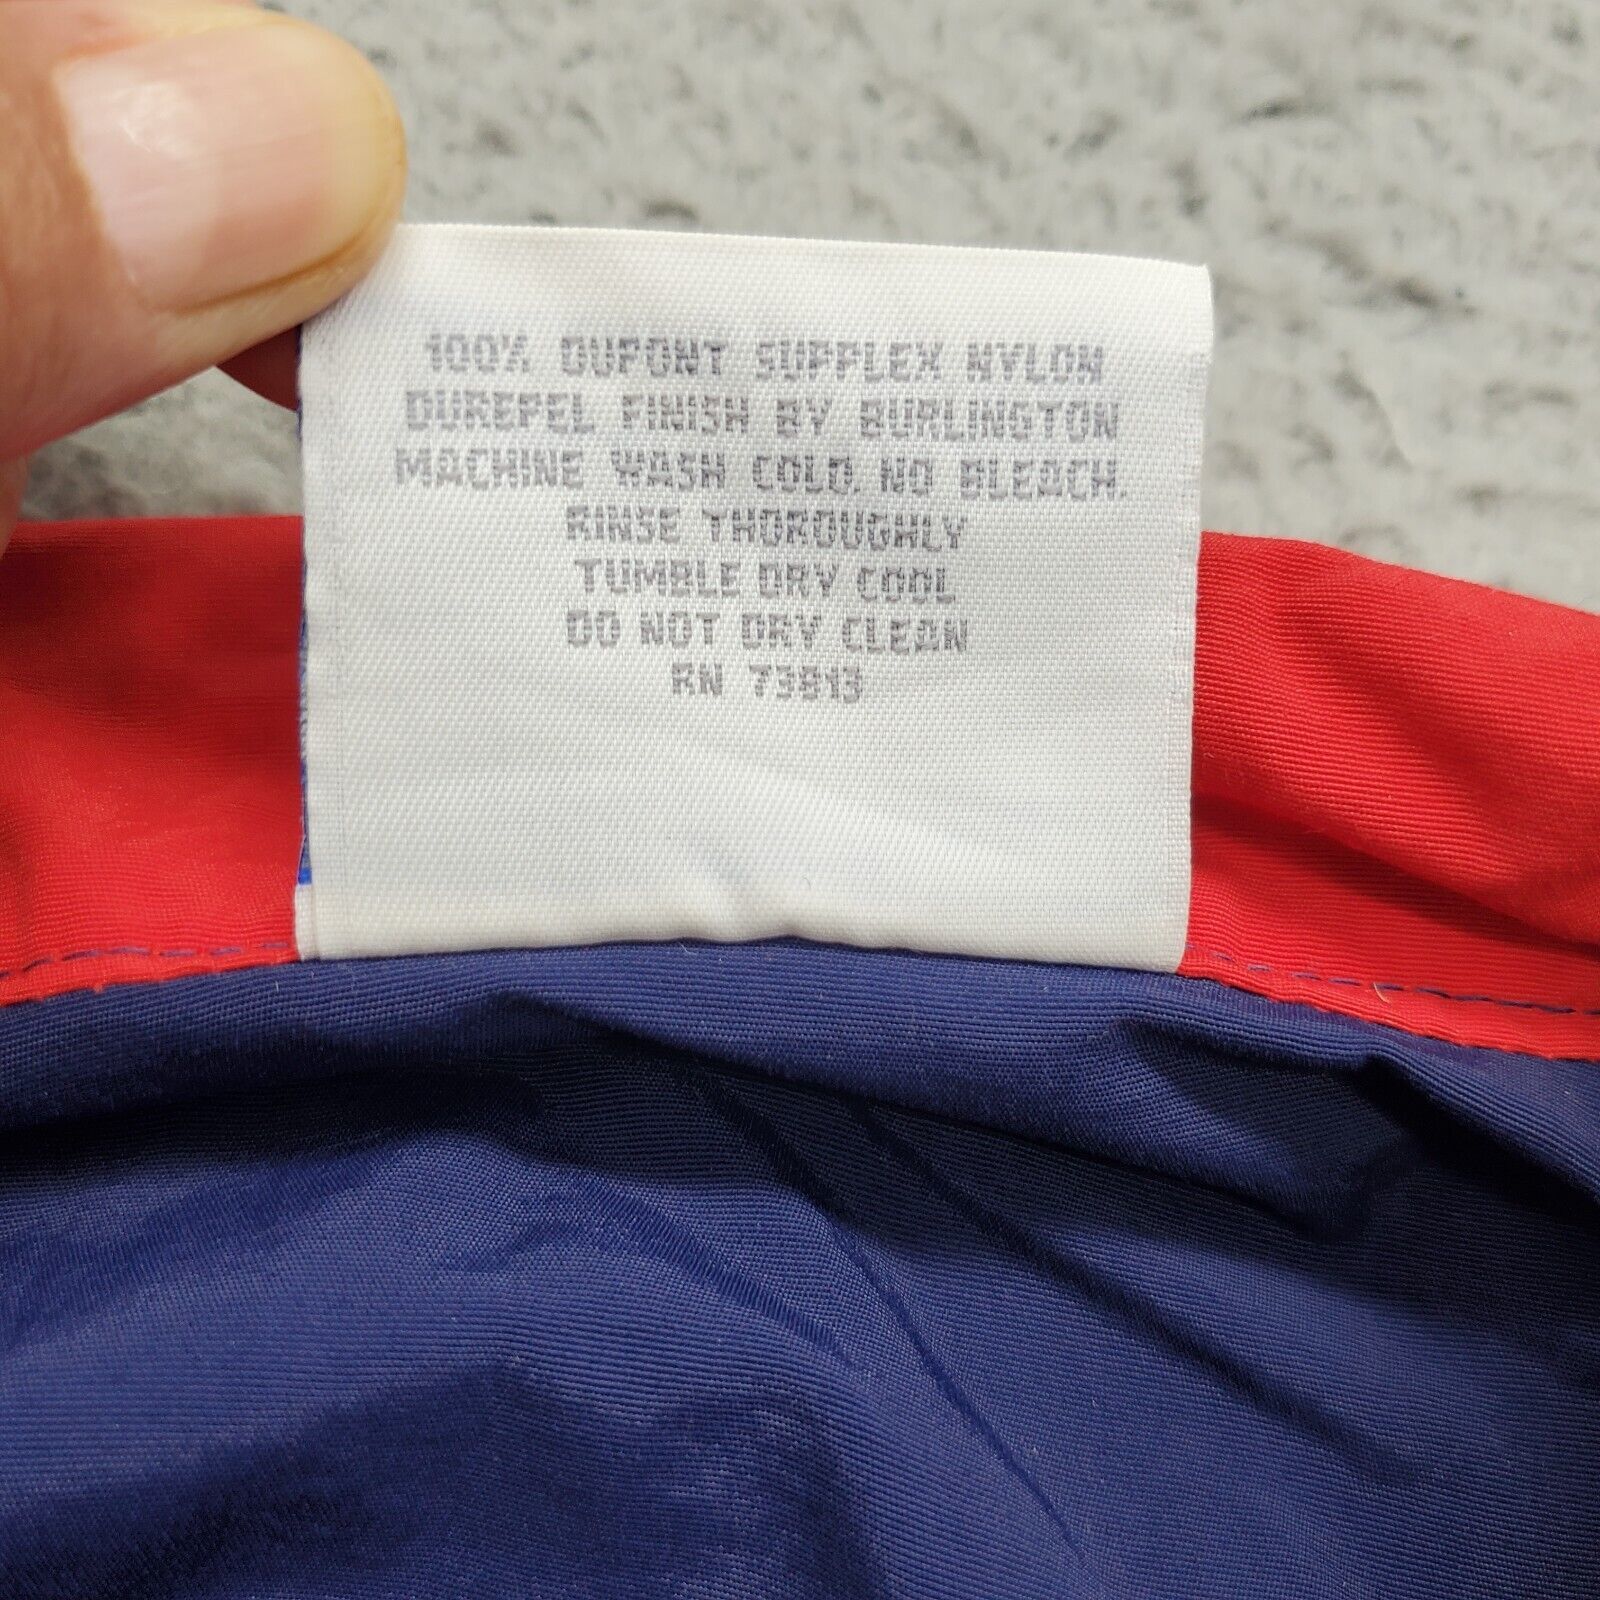 100% DUPONT SUPPLEX NYLON
DUREPEL FINISH BY BURLINGTON
MACHINE WASH COLD. NO BLEACH.
RINSE THOROUGHLY
TUMBLE DRY COOL
DO NOT DRY CLEAN
RN 73813